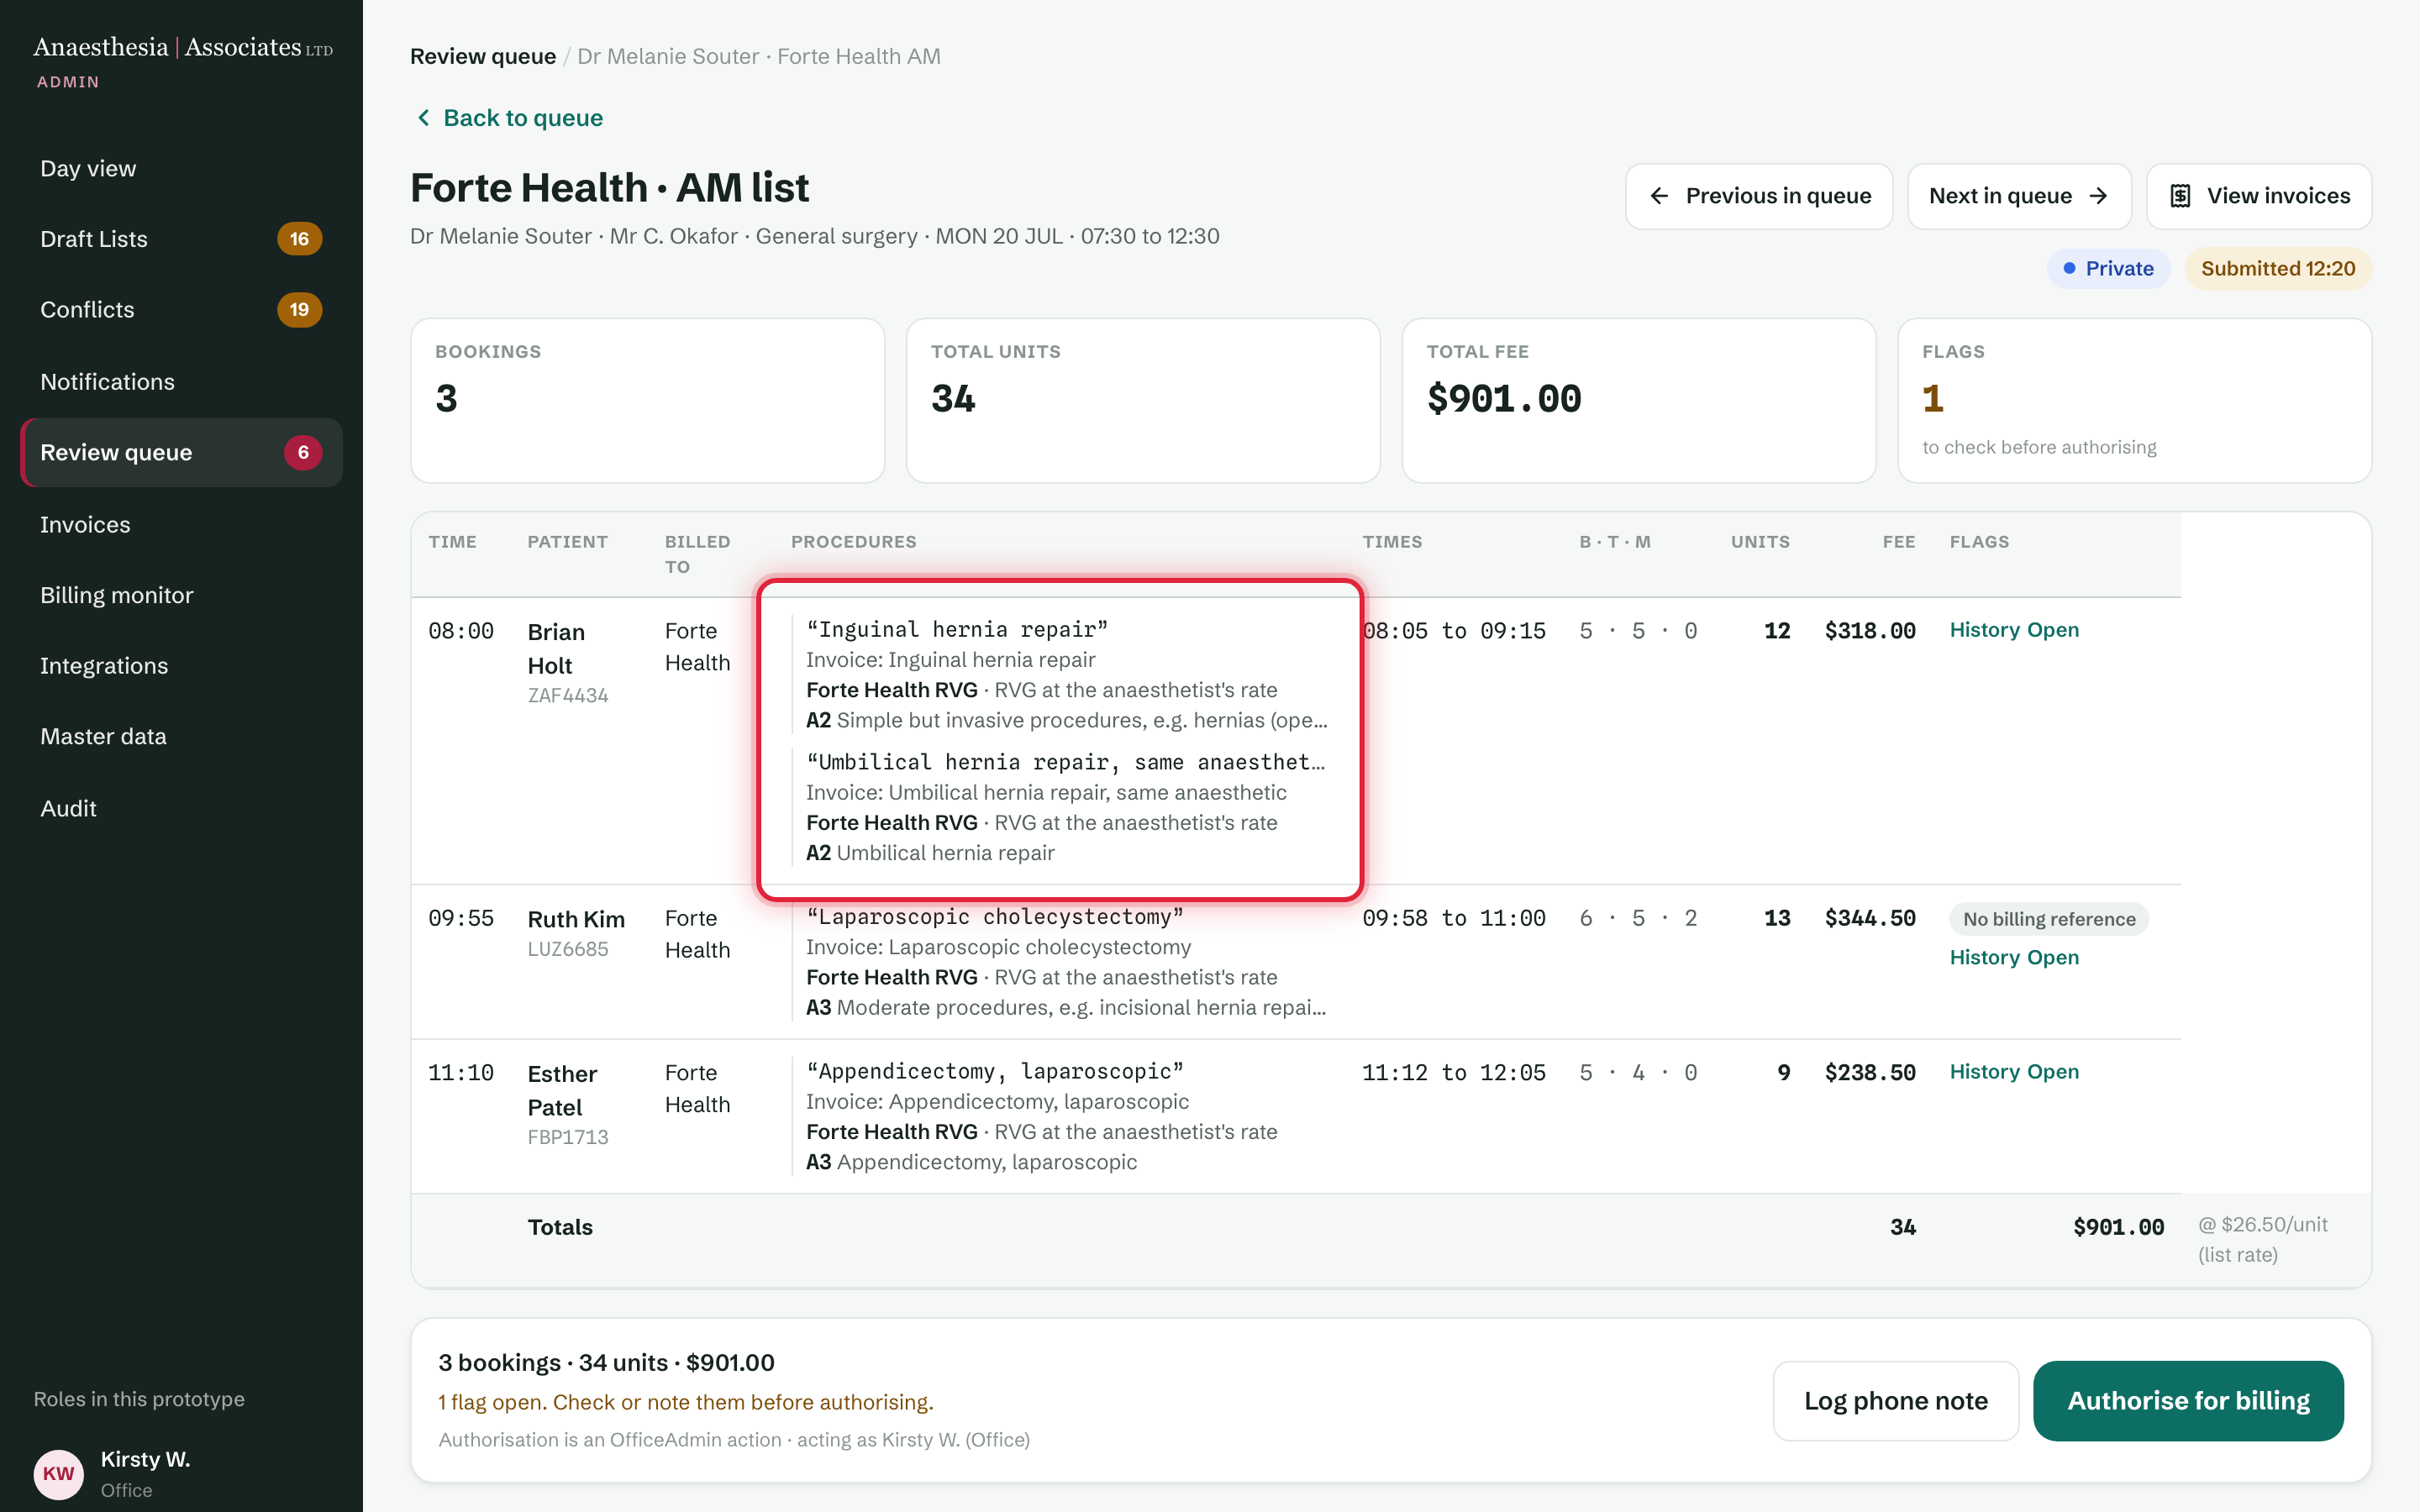 Anaesthesia | Associates LTD
ADMIN
Day view
Draft Lists 16
Conflicts 19
Notifications
Review queue 6
Invoices
Billing monitor
Integrations
Master data
Audit
Roles in this prototype
KW Kirsty W.
Office
Review queue / Dr Melanie Souter · Forte Health AM
Back to queue
Forte Health · AM list
Dr Melanie Souter · Mr C. Okafor · General surgery · MON 20 JUL · 07:30 to 12:30
Previous in queue
Next in queue
View invoices
Private
Submitted 12:20
BOOKINGS
3
TOTAL UNITS
34
TOTAL FEE
$901.00
FLAGS
1
to check before authorising
TIME PATIENT BILLED TO PROCEDURES TIMES B · T · M UNITS FEE FLAGS
08:00 Brian Holt ZAF4434 Forte Health
“Inguinal hernia repair”
Invoice: Inguinal hernia repair
Forte Health RVG · RVG at the anaesthetist's rate
A2 Simple but invasive procedures, e.g. hernias (ope...
“Umbilical hernia repair, same anaesthet...
Invoice: Umbilical hernia repair, same anaesthetic
Forte Health RVG · RVG at the anaesthetist's rate
A2 Umbilical hernia repair
08:05 to 09:15 5 · 5 · 0 12 $318.00 History Open
09:55 Ruth Kim LUZ6685 Forte Health
“Laparoscopic cholecystectomy”
Invoice: Laparoscopic cholecystectomy
Forte Health RVG · RVG at the anaesthetist's rate
A3 Moderate procedures, e.g. incisional hernia repai...
09:58 to 11:00 6 · 5 · 2 13 $344.50 No billing reference
History Open
11:10 Esther Patel FBP1713 Forte Health
“Appendicectomy, laparoscopic”
Invoice: Appendicectomy, laparoscopic
Forte Health RVG · RVG at the anaesthetist's rate
A3 Appendicectomy, laparoscopic
11:12 to 12:05 5 · 4 · 0 9 $238.50 History Open
Totals 34 $901.00 @ $26.50/unit
(list rate)
3 bookings · 34 units · $901.00
1 flag open. Check or note them before authorising.
Authorisation is an OfficeAdmin action · acting as Kirsty W. (Office)
Log phone note
Authorise for billing